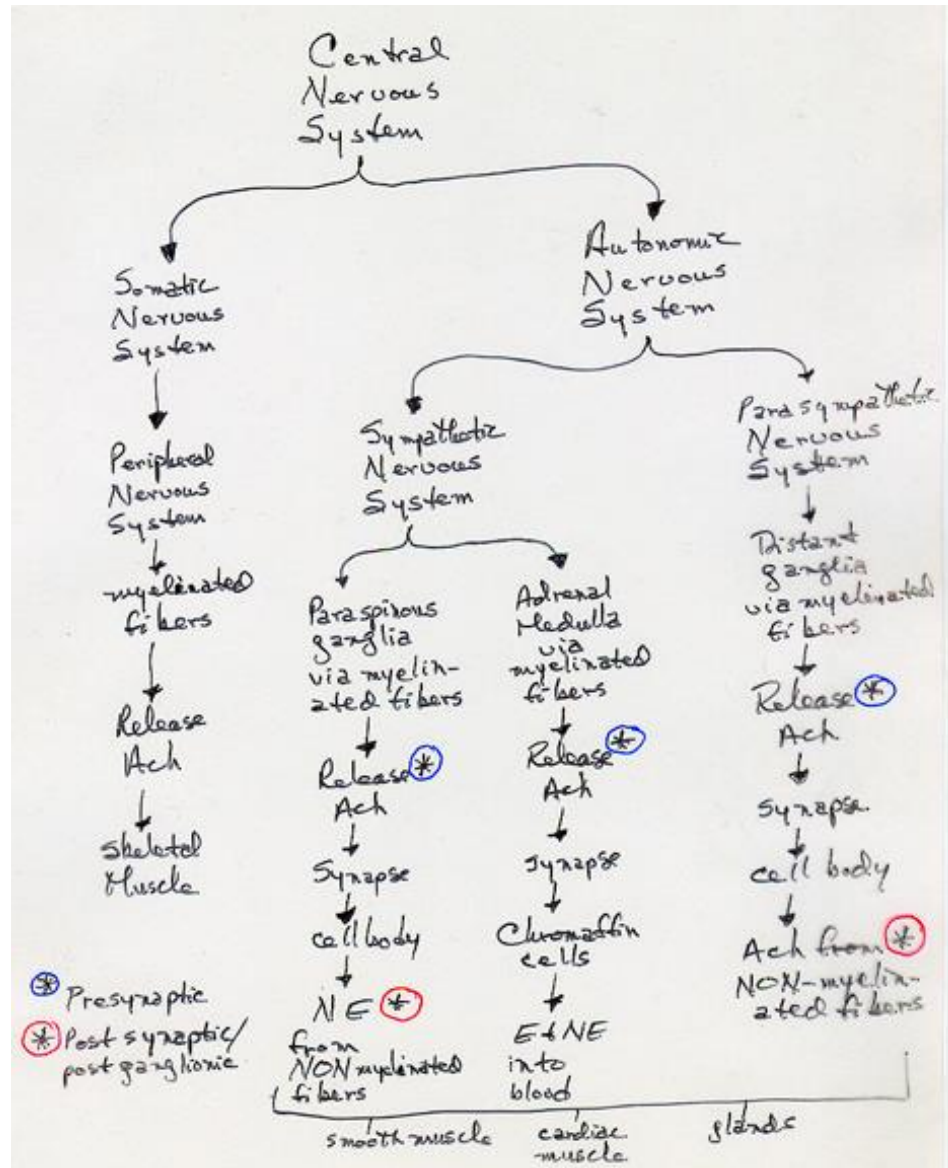 Central
Nervous
System
Somatic
Nervous
System
Peripheral
Nervous
System
myelinated
fibers
Release
Ach
Skeletal
Muscle
Autonomic
Nervous
System
Sympathetic
Nervous
System
Paraspinous
ganglia
via myelin-
ated fibers
Release *
Ach
Synapse
cell body
NE *
from
NON myelinated
fibers
Adrenal
Medulla
via
myelinated
fibers
Release *
Ach
Synapse
Chromaffin
cells
E + NE
into
blood
Parasympathetic
Nervous
System
Distant
ganglia
via myelinated
fibers
Release *
Ach
Synapse
cell body
Ach from *
NON-myelin-
ated fibers
smooth muscle
cardiac
muscle
glands
* Presynaptic
* Post synaptic/
post ganglionic